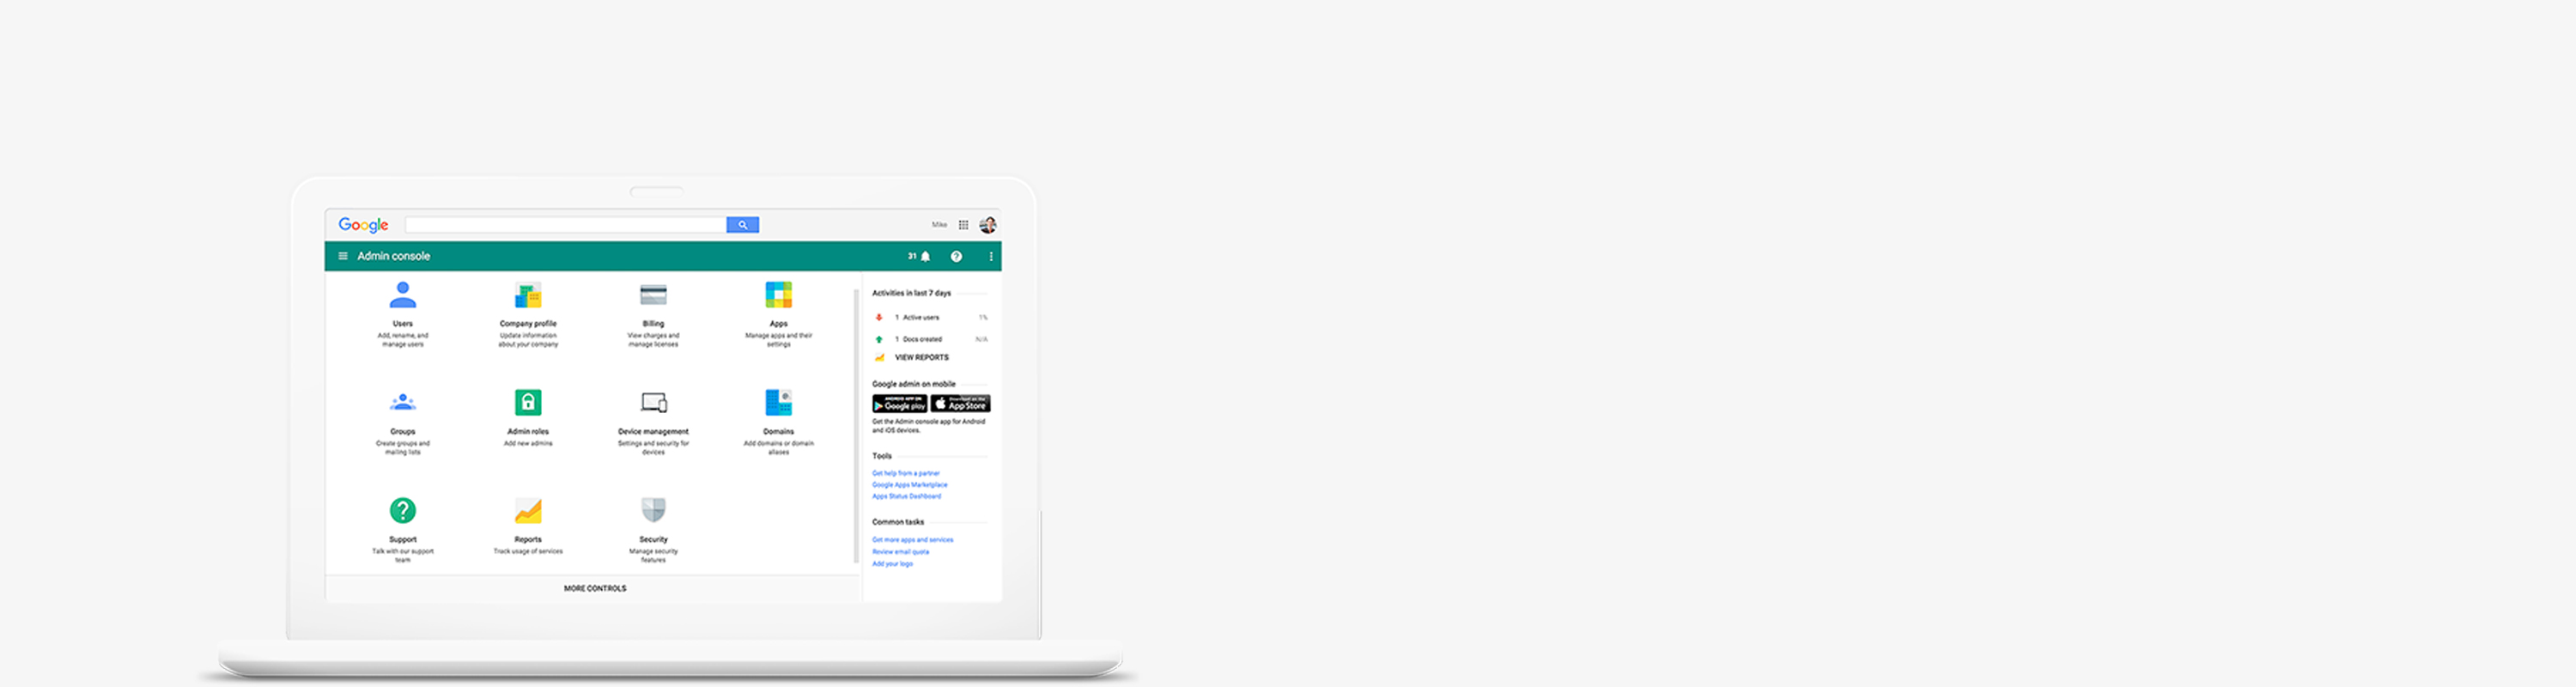 Google
Mike
Admin console
31
Users
Add, rename, and
manage users
Company profile
Update information
about your company
Billing
View charges and
manage licenses
Apps
Manage apps and their
settings
Groups
Create groups and
mailing lists
Admin roles
Add new admins
Device management
Settings and security for
devices
Domains
Add domains or domain
aliases
Support
Talk with our support
team
Reports
Track usage of services
Security
Manage security
features
MORE CONTROLS
Activities in last 7 days
1 Active users 1%
1 Docs created N/A
VIEW REPORTS
Google admin on mobile
ANDROID APP ON
Google play
Download on the
App Store
Get the Admin console app for Android
and iOS devices.
Tools
Get help from a partner
Google Apps Marketplace
Apps Status Dashboard
Common tasks
Get more apps and services
Review email quota
Add your logo